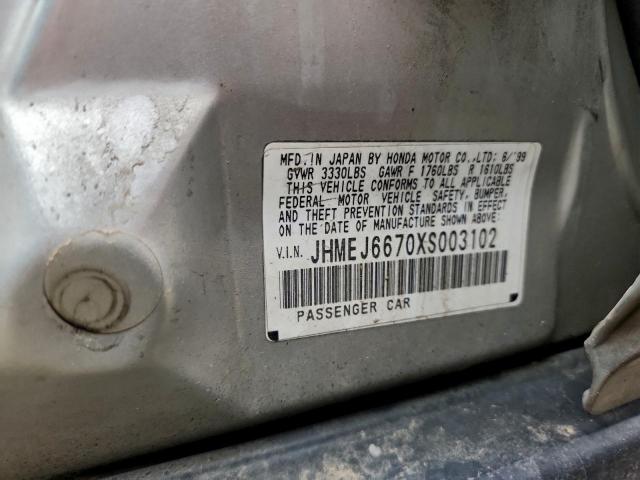 MFD. IN JAPAN BY HONDA MOTOR CO.,LTD: 6/'99
GVWR 3330LBS GAWR F 1760LBS R 1610LBS
THIS VEHICLE CONFORMS TO ALL APPLICABLE
FEDERAL MOTOR VEHICLE SAFETY, BUMPER
AND THEFT PREVENTION STANDARDS IN EFFECT
ON THE DATE OF MANUFACTURE SHOWN ABOVE.
V.I.N. JHMEJ6670XS003102
PASSENGER CAR